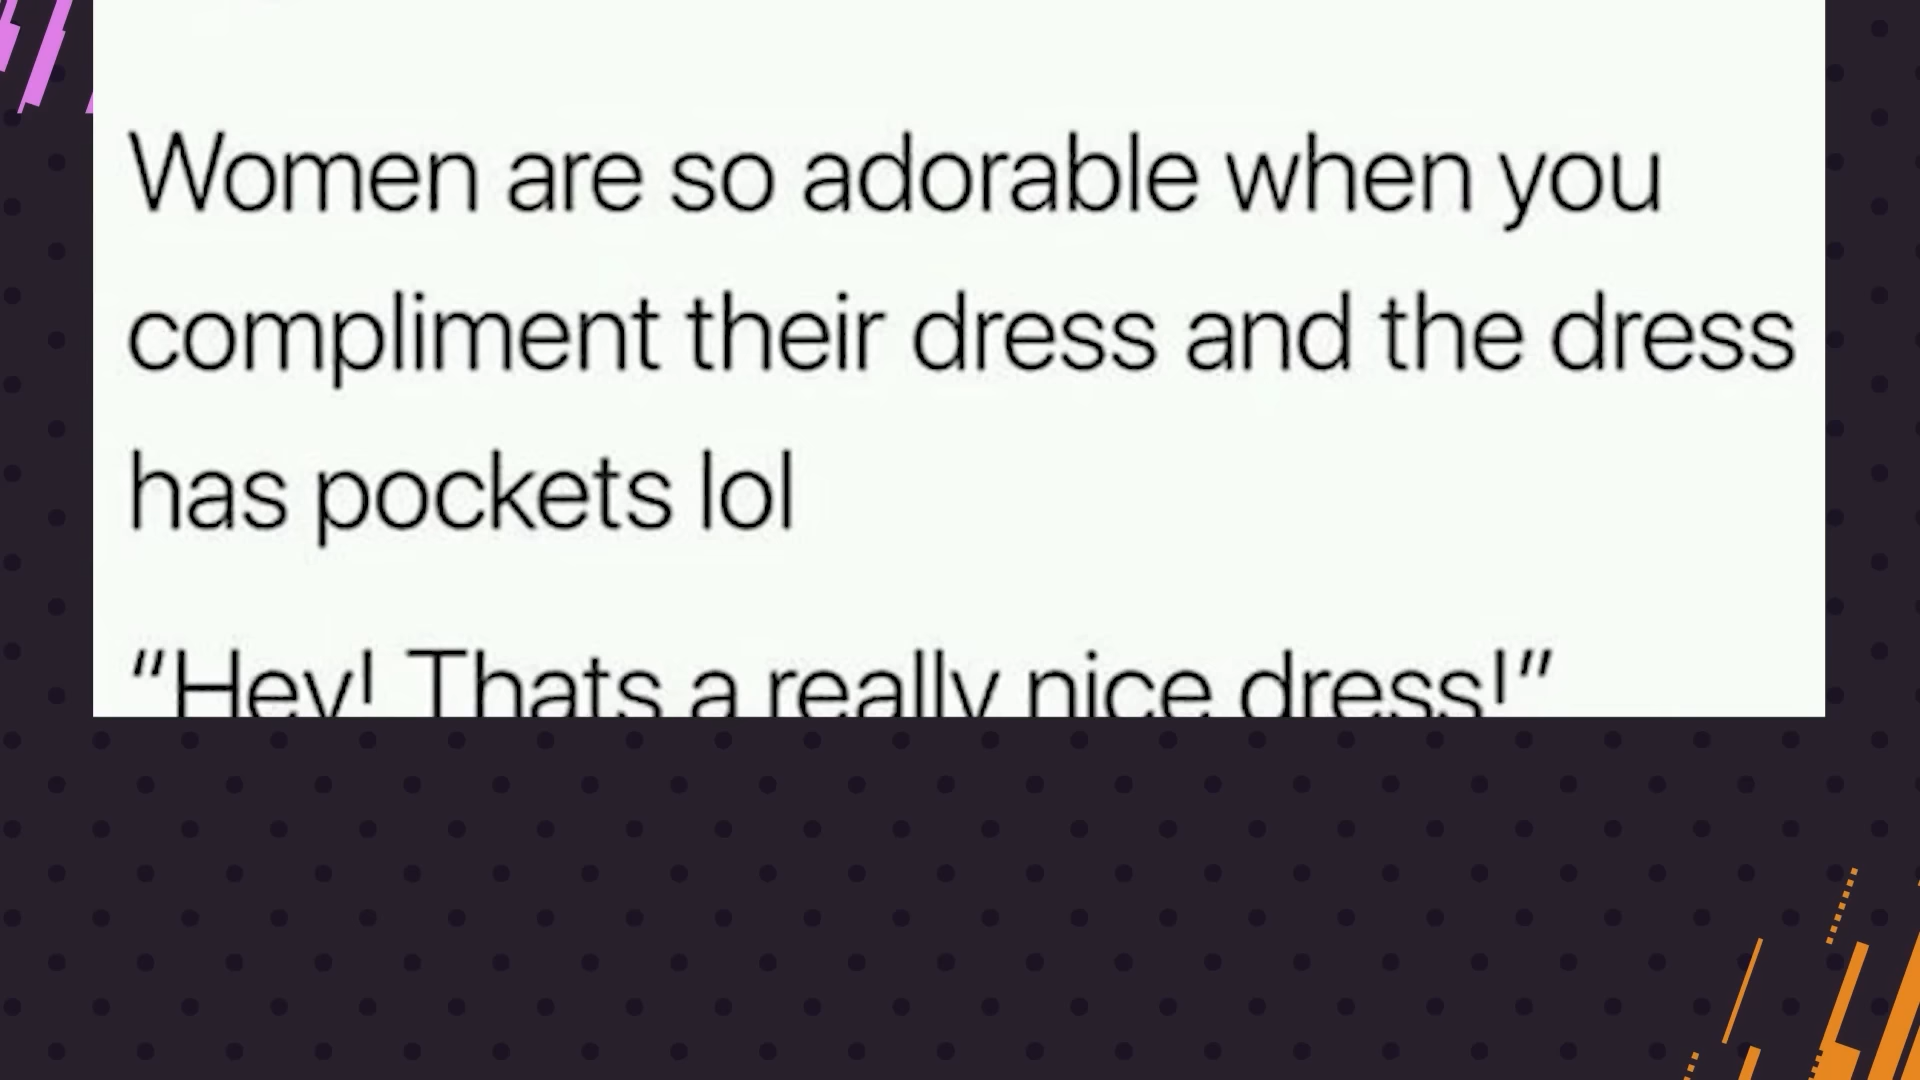 Women are so adorable when you
compliment their dress and the dress
has pockets lol
“Hey! Thats a really nice dress!”